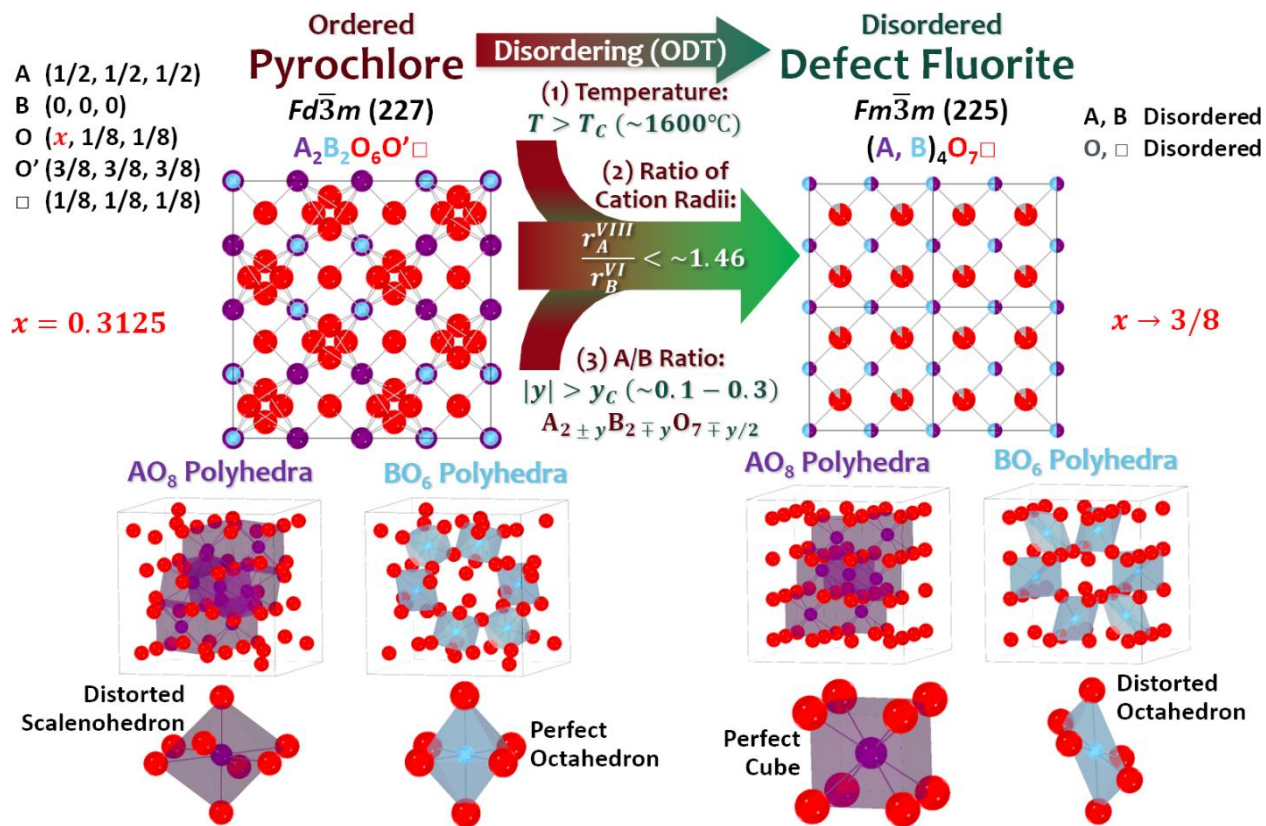 Ordered
Pyrochlore
Fd3̅m (227)
A₂B₂O₆O’□
A (1/2, 1/2, 1/2)
B (0, 0, 0)
O (x, 1/8, 1/8)
O’ (3/8, 3/8, 3/8)
□ (1/8, 1/8, 1/8)
x = 0.3125
Disordering (ODT)
(1) Temperature:
T > T_C (~1600℃)
(2) Ratio of
Cation Radii:
r_A^VIII / r_B^VI < ~1.46
(3) A/B Ratio:
|y| > y_C (~0.1 − 0.3)
A₂ ± y B₂ ∓ y O₇ ∓ y/2
Disordered
Defect Fluorite
Fm3̅m (225)
(A, B)₄O₇□
A, B Disordered
O, □ Disordered
x → 3/8
AO₈ Polyhedra
BO₆ Polyhedra
AO₈ Polyhedra
BO₆ Polyhedra
Distorted
Scalenohedron
Perfect
Octahedron
Perfect
Cube
Distorted
Octahedron